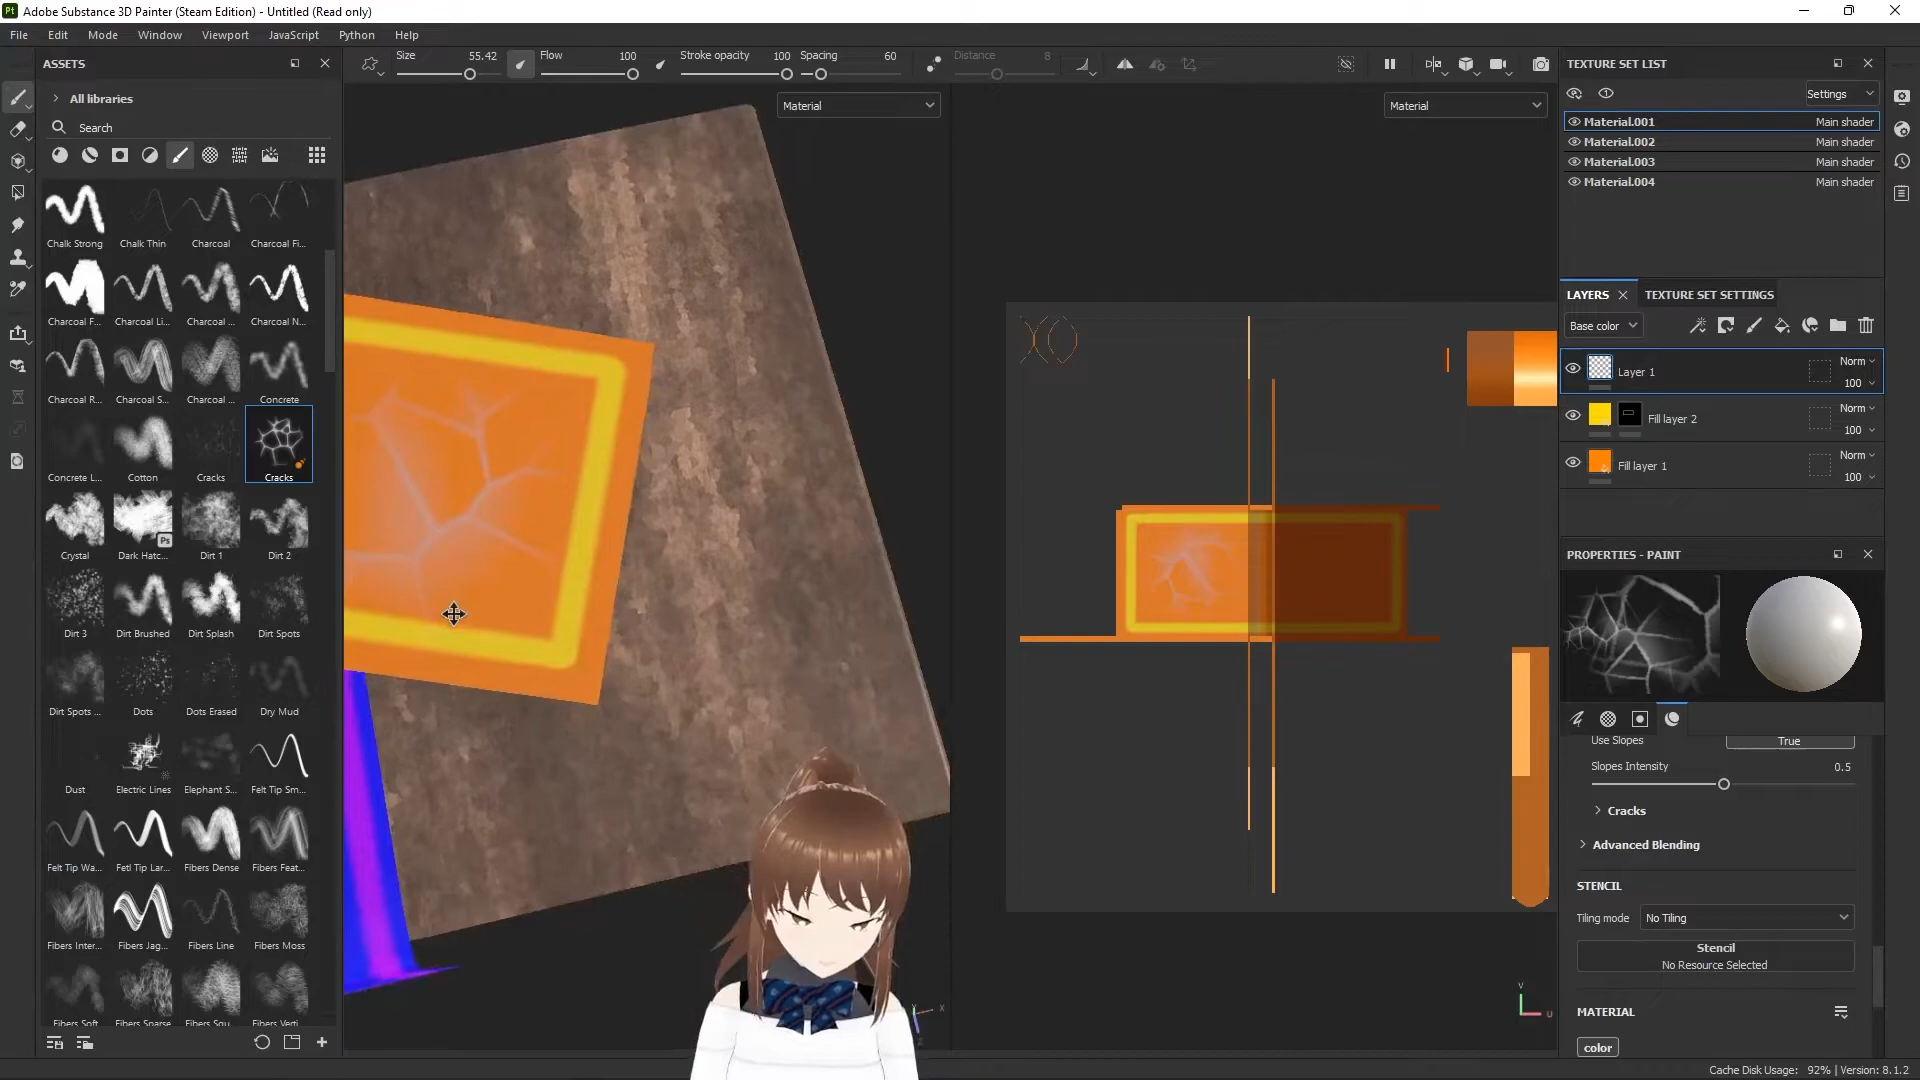 Pt Adobe Substance 3D Painter (Steam Edition) - Untitled (Read only)
File Edit Mode Window Viewport JavaScript Python Help
ASSETS
All libraries
Search
Chalk Strong Chalk Thin Charcoal Charcoal Fi...
Charcoal F... Charcoal Li... Charcoal ... Charcoal N...
Charcoal R... Charcoal S... Charcoal ... Concrete
Concrete L... Cotton Cracks Cracks
Ps
Crystal Dark Hatc... Dirt 1 Dirt 2
Dirt 3 Dirt Brushed Dirt Splash Dirt Spots
Dirt Spots ... Dots Dots Erased Dry Mud
Dust Electric Lines Elephant S... Felt Tip Sm...
Felt Tip Wa... Fetl Tip Lar... Fibers Dense Fibers Feat...
Fibers Inter... Fibers Jag... Fibers Line Fibers Moss
Fibers Soft Fibers Sparse Fibers Squ... Fibers Verti...
Size 55.42 Flow 100 Stroke opacity 100 Spacing 60 Distance 8
Material
Material
X
V
U
TEXTURE SET LIST
Settings
Material.001 Main shader
Material.002 Main shader
Material.003 Main shader
Material.004 Main shader
LAYERS TEXTURE SET SETTINGS
Base color
Layer 1 Norm 100
Fill layer 2 Norm 100
Fill layer 1 Norm 100
PROPERTIES - PAINT
Use Slopes True
Slopes Intensity 0.5
Cracks
Advanced Blending
STENCIL
Tiling mode No Tiling
Stencil
No Resource Selected
MATERIAL
color
Cache Disk Usage: 92% | Version: 8.1.2